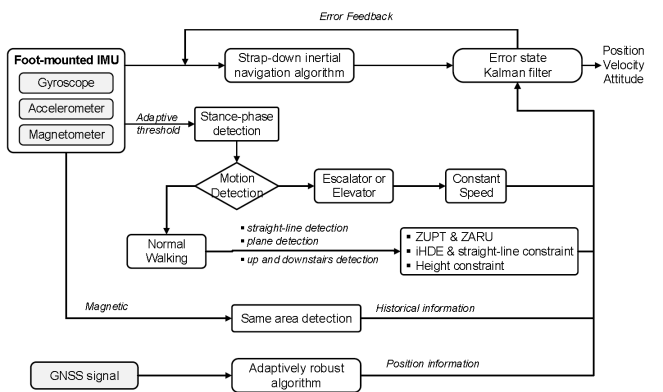 Error Feedback
Foot-mounted IMU
Gyroscope
Accelerometer
Magnetometer
Strap-down inertial
navigation algorithm
Error state
Kalman filter
Position
Velocity
Attitude
Adaptive
threshold
Stance-phase
detection
Motion
Detection
Escalator or
Elevator
Constant
Speed
Normal
Walking
▪ straight-line detection
▪ plane detection
▪ up and downstairs detection
▪ ZUPT & ZARU
▪ iHDE & straight-line constraint
▪ Height constraint
Magnetic
Same area detection
Historical information
GNSS signal
Adaptively robust
algorithm
Position information